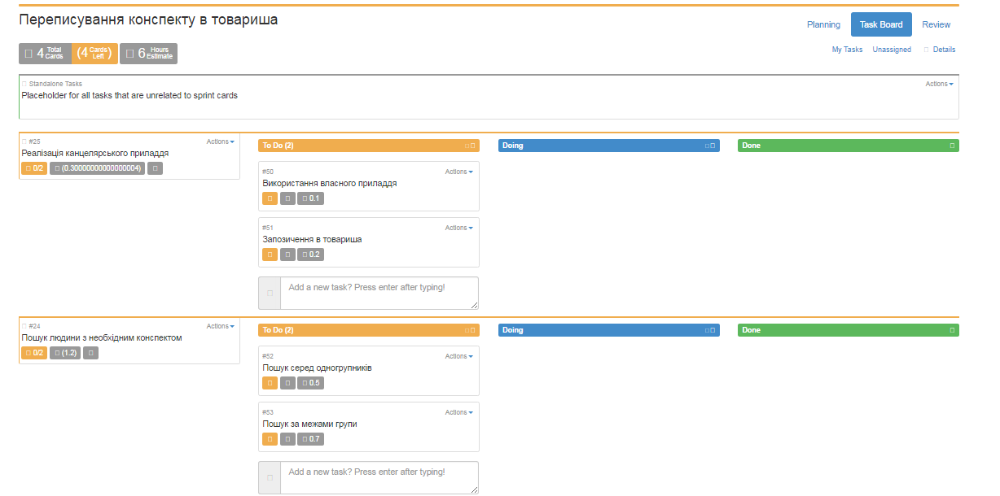 Переписування конспекту в товариша
Planning Task Board Review
4 Total Cards (4 Cards Left) 6 Hours Estimate
My Tasks Unassigned Details
Standalone Tasks Actions
Placeholder for all tasks that are unrelated to sprint cards
#25 Actions
Реалізація канцелярського приладдя
0/2 (0.30000000000000004)
To Do (2) Doing Done
#50 Actions
Використання власного приладдя
0.1
#51 Actions
Запозичення в товариша
0.2
Add a new task? Press enter after typing!
#24 Actions
Пошук людини з необхідним конспектом
0/2 (1.2)
To Do (2) Doing Done
#52 Actions
Пошук серед одногрупників
0.5
#53 Actions
Пошук за межами групи
0.7
Add a new task? Press enter after typing!